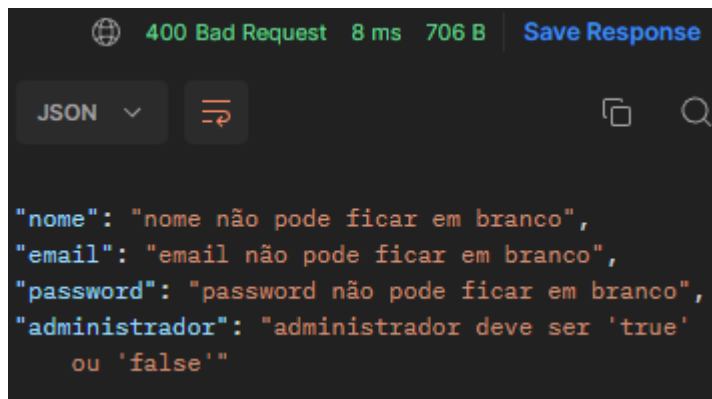 400 Bad Request 8 ms 706 B Save Response
JSON
"nome": "nome não pode ficar em branco",
"email": "email não pode ficar em branco",
"password": "password não pode ficar em branco",
"administrador": "administrador deve ser 'true'
ou 'false'"